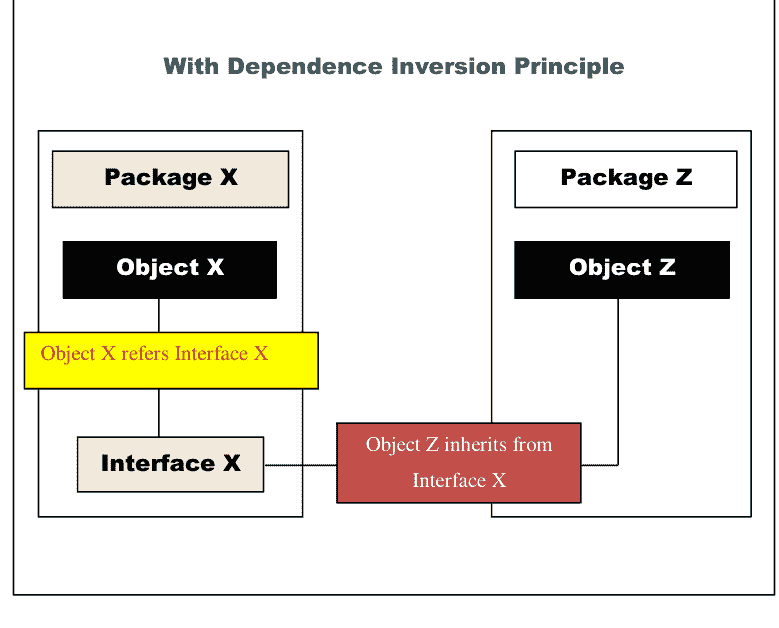 With Dependence Inversion Principle
Package X
Package Z
Object X
Object Z
Object X refers Interface X
Interface X
Object Z inherits from
Interface X